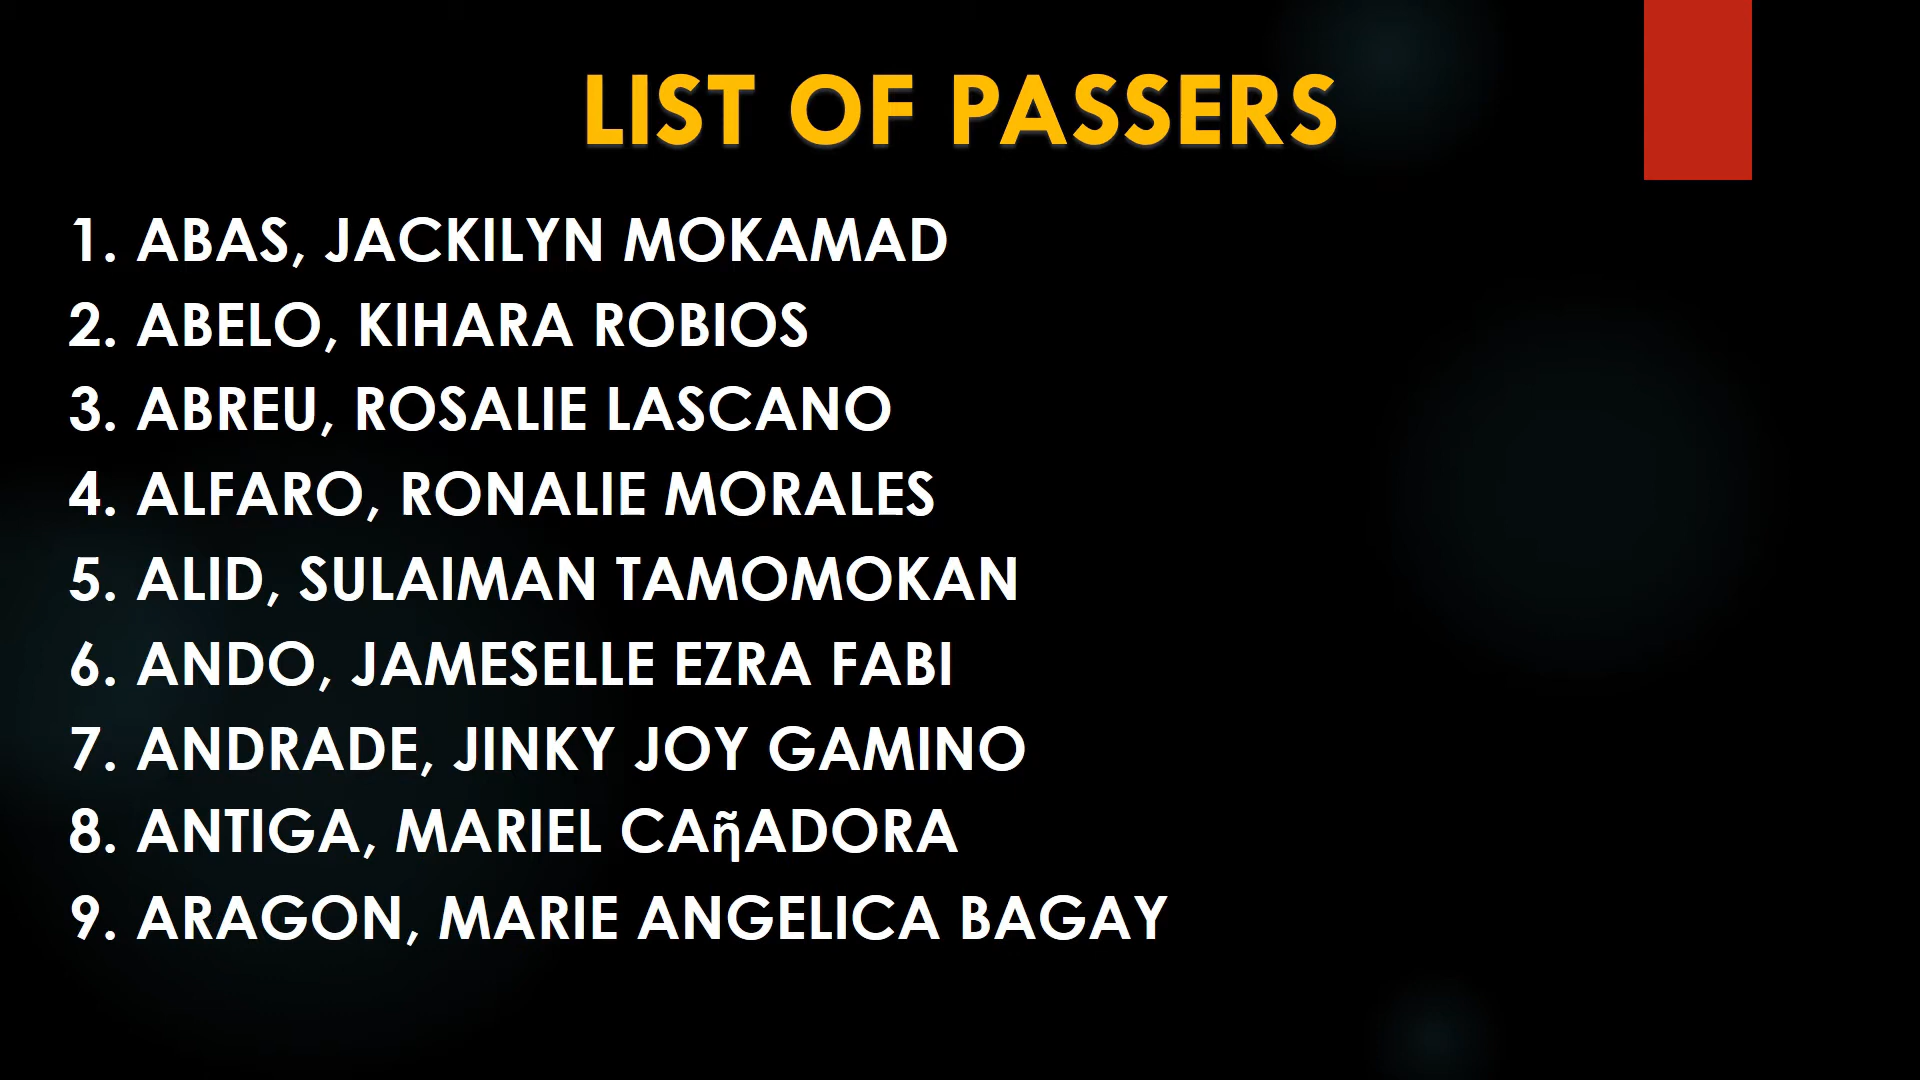 LIST OF PASSERS
1. ABAS, JACKILYN MOKAMAD
2. ABELO, KIHARA ROBIOS
3. ABREU, ROSALIE LASCANO
4. ALFARO, RONALIE MORALES
5. ALID, SULAIMAN TAMOMOKAN
6. ANDO, JAMESELLE EZRA FABI
7. ANDRADE, JINKY JOY GAMINO
8. ANTIGA, MARIEL CAῆADORA
9. ARAGON, MARIE ANGELICA BAGAY